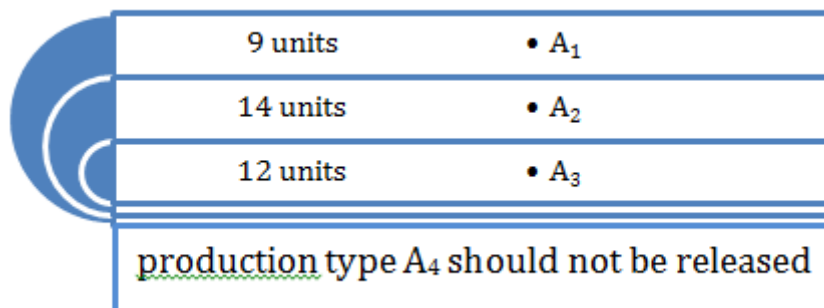 9 units • A₁
14 units • A₂
12 units • A₃
production type A₄ should not be released